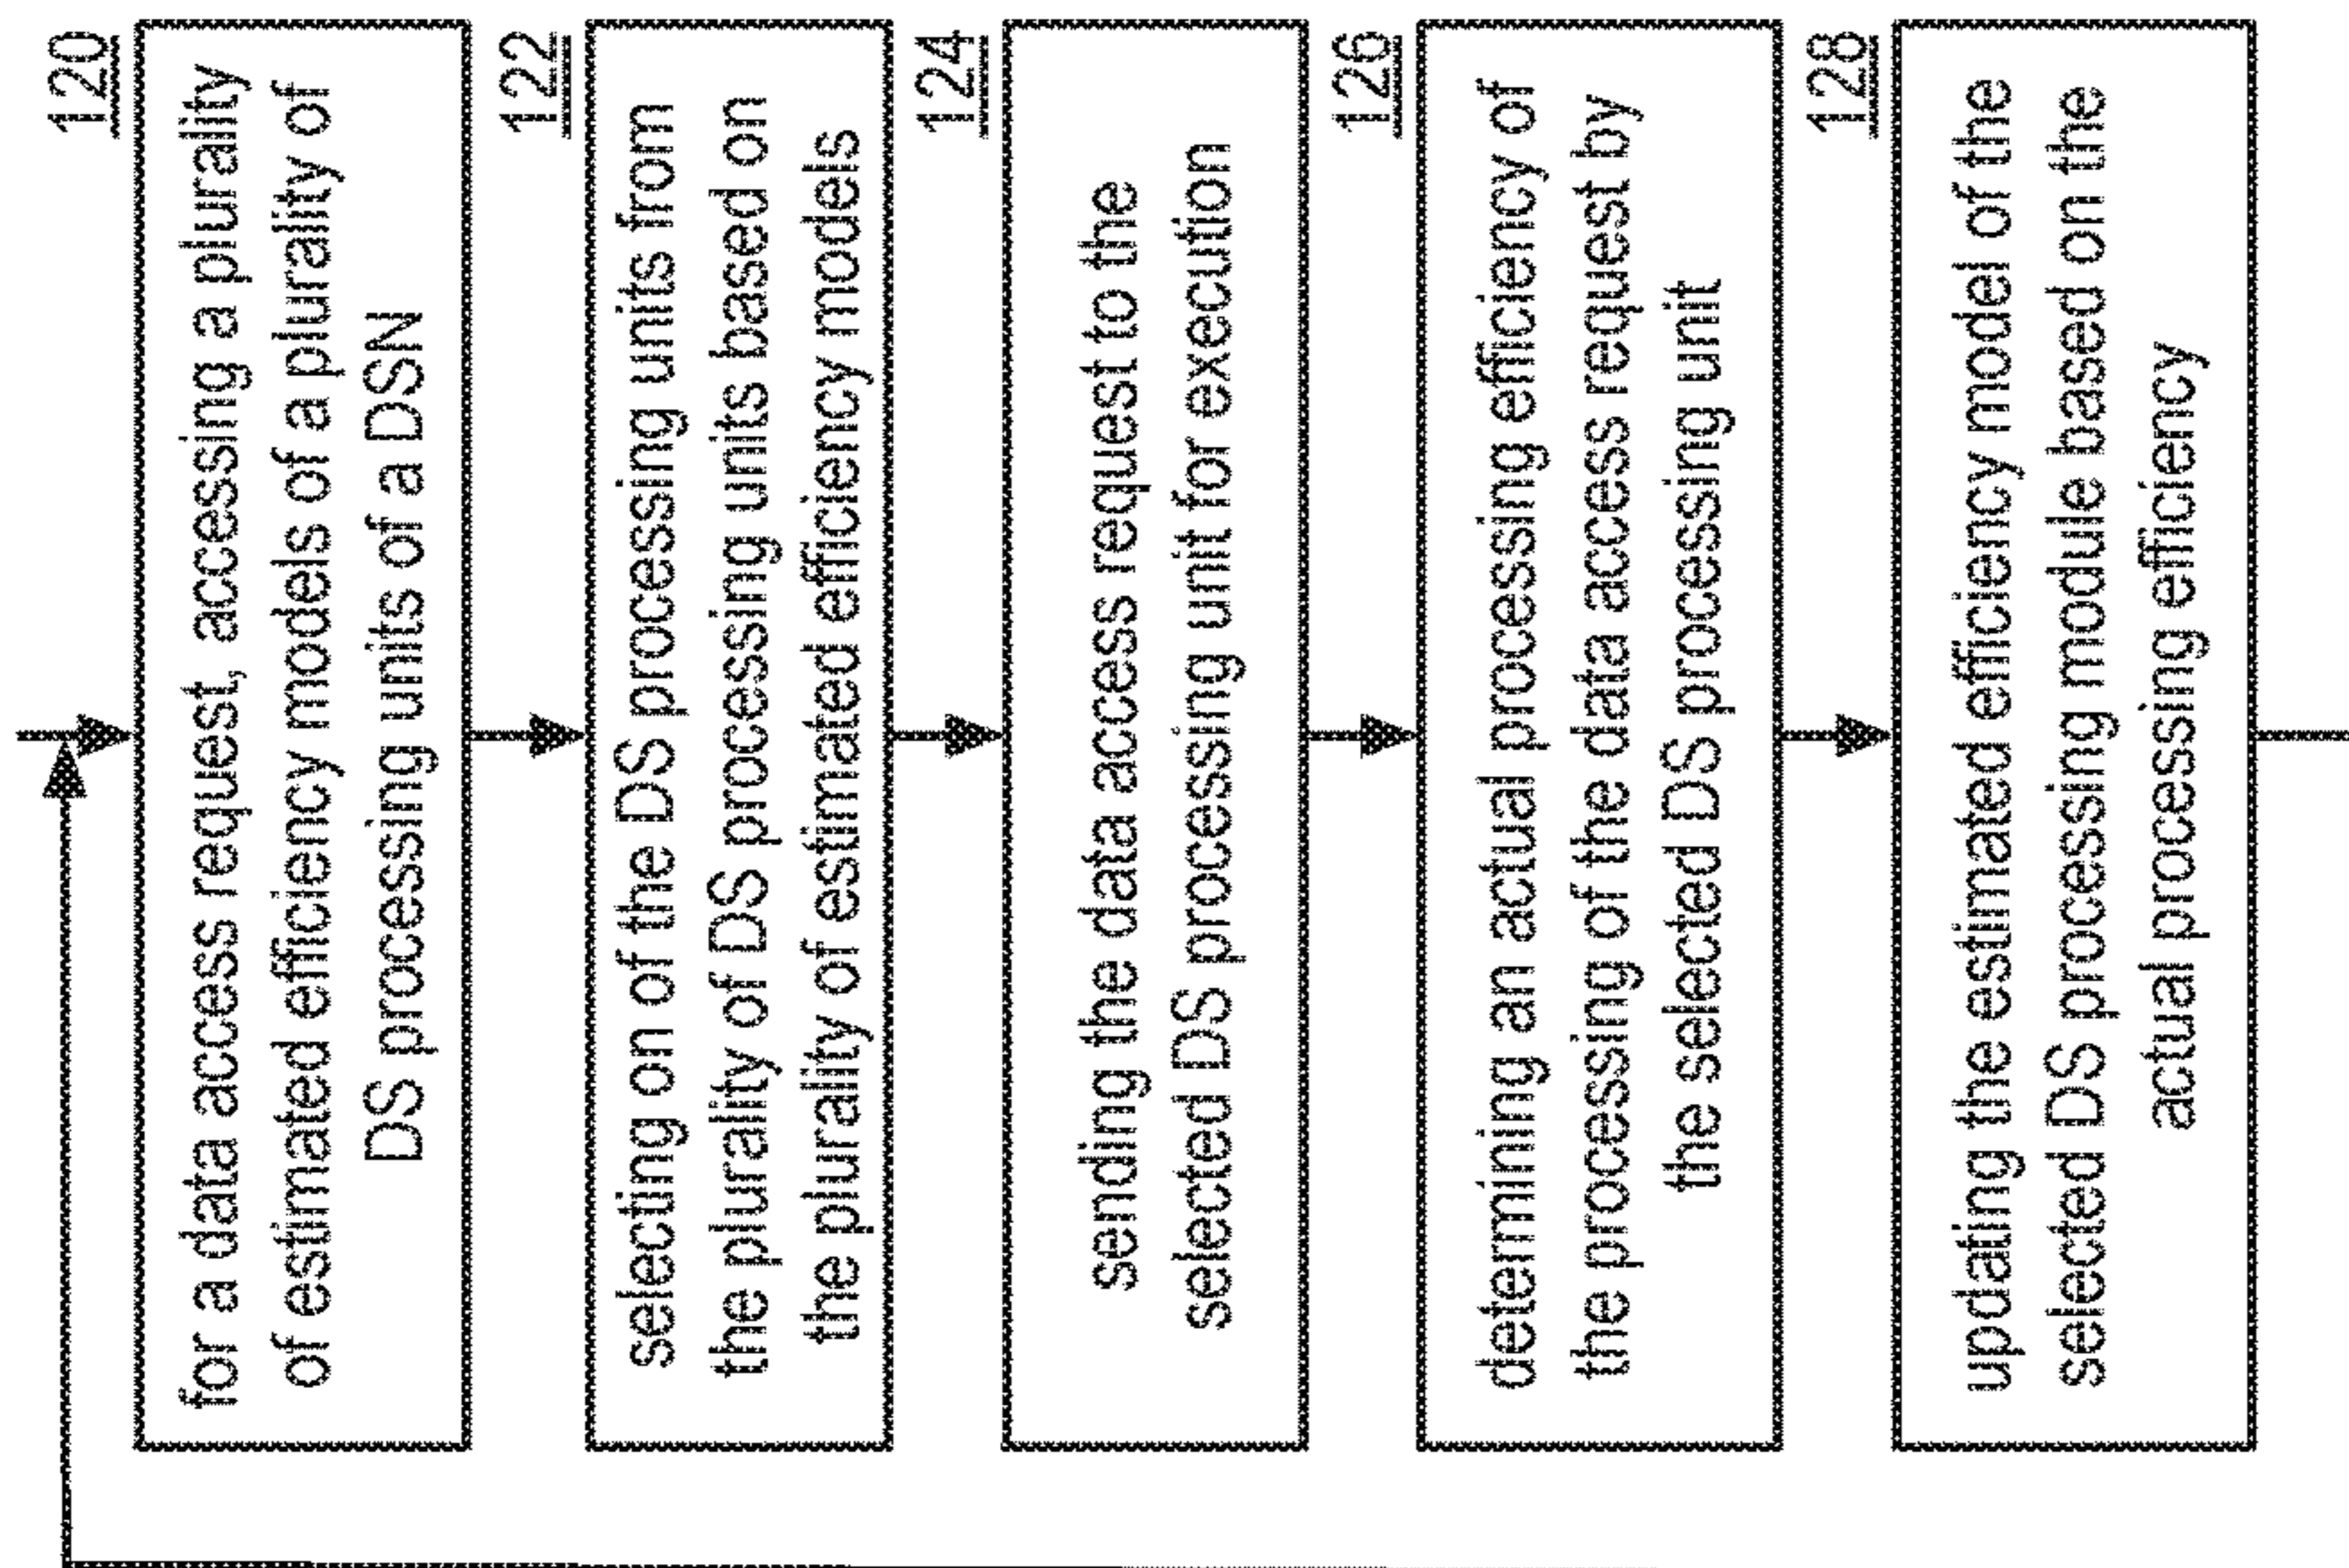 120
for a data access request, accessing a plurality
of estimated efficiency models of a plurality of
DS processing units of a DSN
122
selecting on of the DS processing units from
the plurality of DS processing units based on
the plurality of estimated efficiency models
124
sending the data access request to the
selected DS processing unit for execution
126
determining an actual processing efficiency of
the processing of the data access request by
the selected DS processing unit
128
updating the estimated efficiency model of the
selected DS processing module based on the
actual processing efficiency